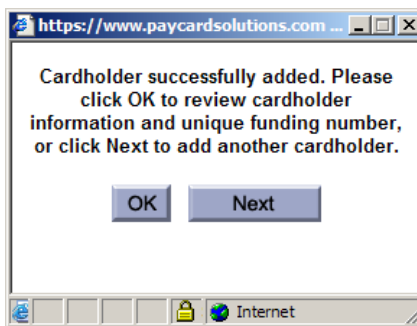 https://www.paycardsolutions.com ...
Cardholder successfully added. Please
click OK to review cardholder
information and unique funding number,
or click Next to add another cardholder.
OK Next
Internet